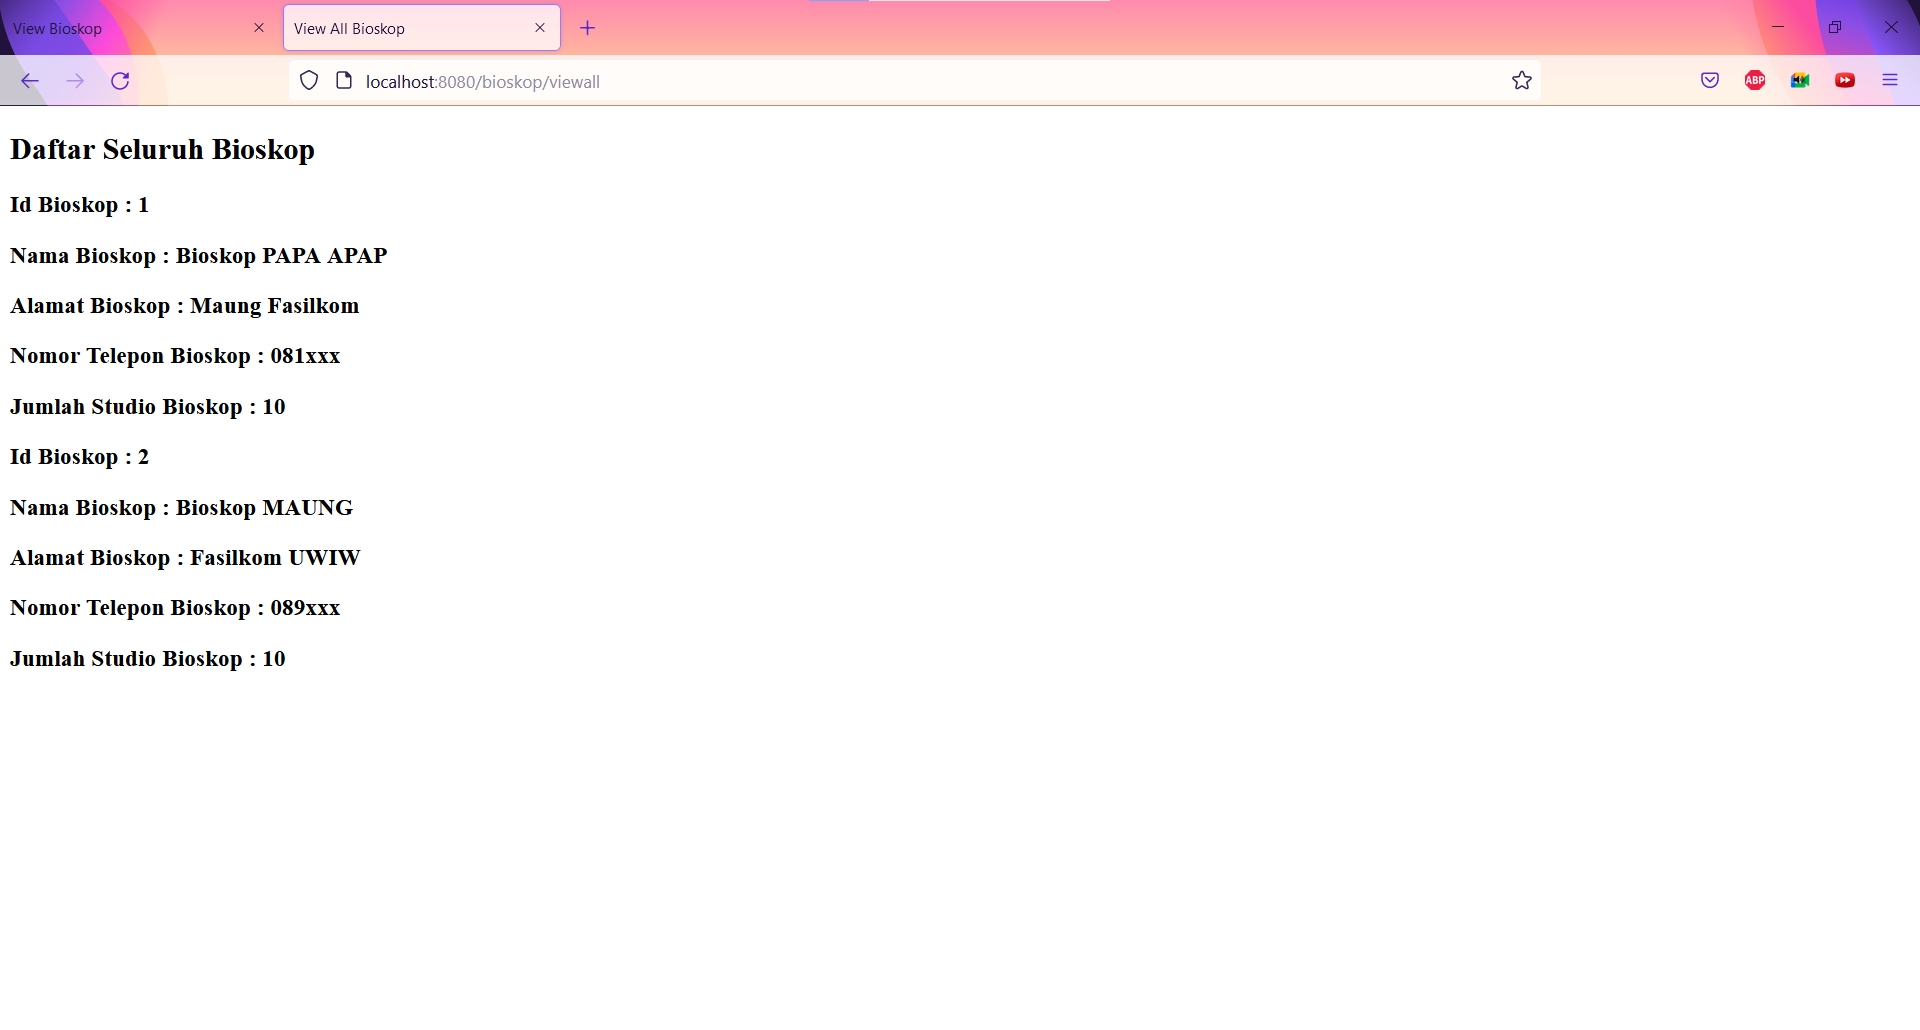 View Bioskop
View All Bioskop
localhost:8080/bioskop/viewall
ABP
Daftar Seluruh Bioskop
Id Bioskop : 1
Nama Bioskop : Bioskop PAPA APAP
Alamat Bioskop : Maung Fasilkom
Nomor Telepon Bioskop : 081xxx
Jumlah Studio Bioskop : 10
Id Bioskop : 2
Nama Bioskop : Bioskop MAUNG
Alamat Bioskop : Fasilkom UWIW
Nomor Telepon Bioskop : 089xxx
Jumlah Studio Bioskop : 10